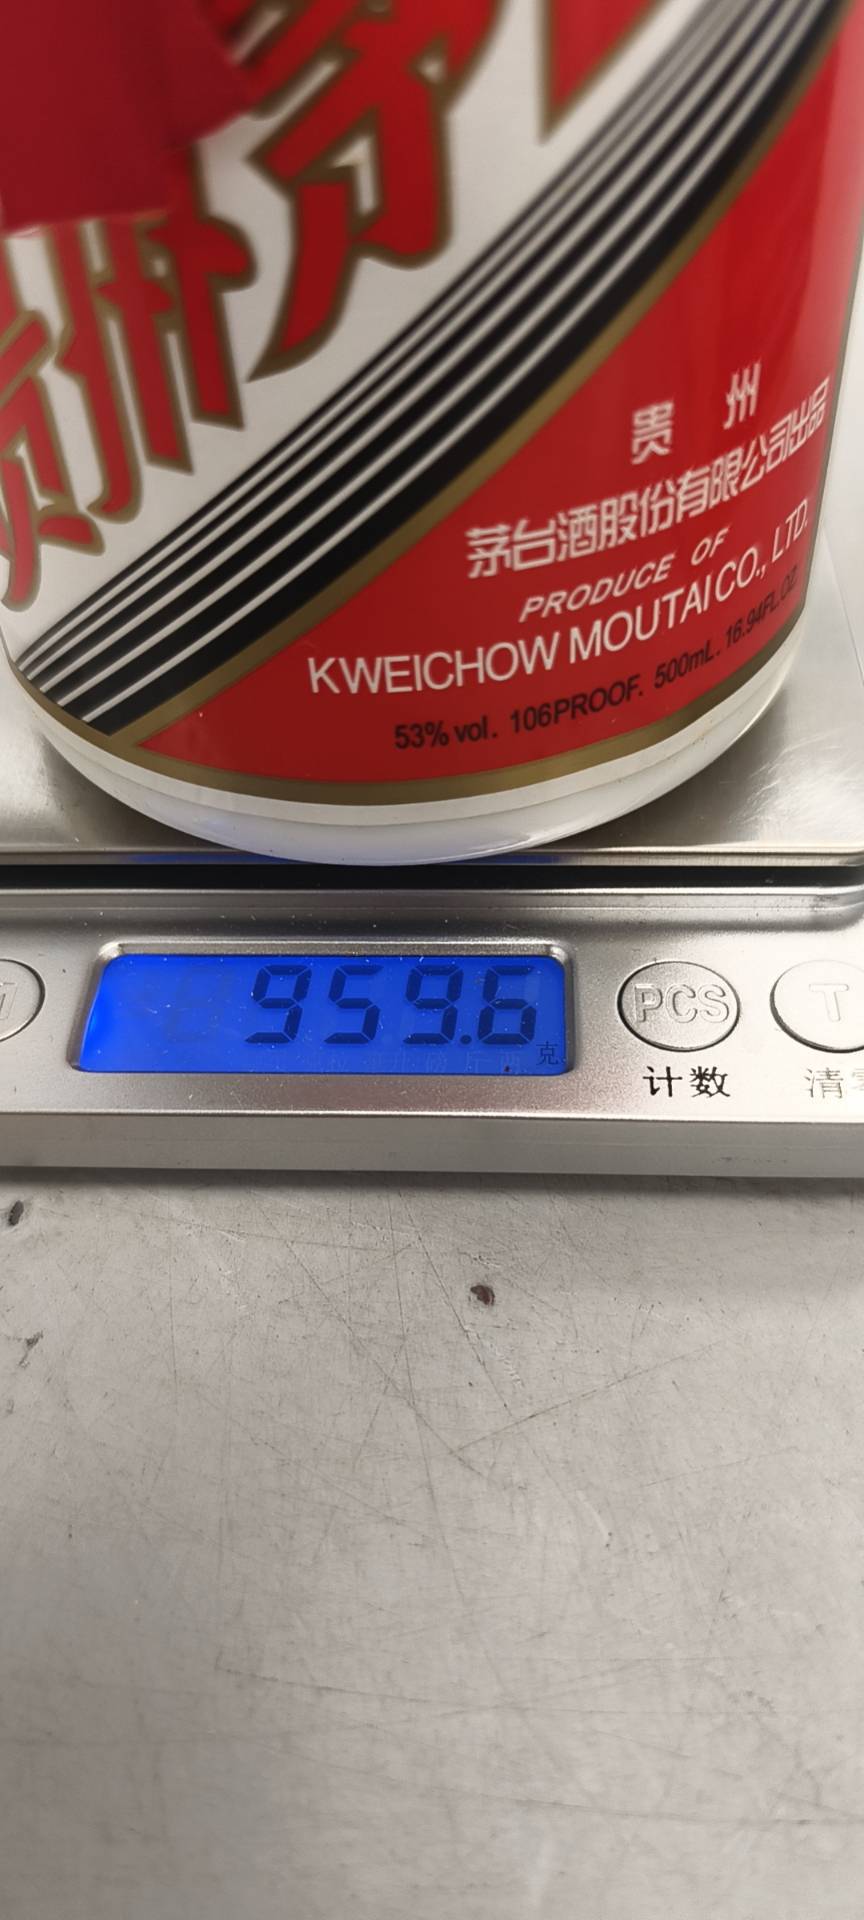 贵州
茅台酒股份有限公司出品
PRODUCE OF
KWEICHOW MOUTAI CO., LTD.
53% vol. 106PROOF. 500mL. 16.94FL.OZ
959.6
克
PCS
T
计数
清